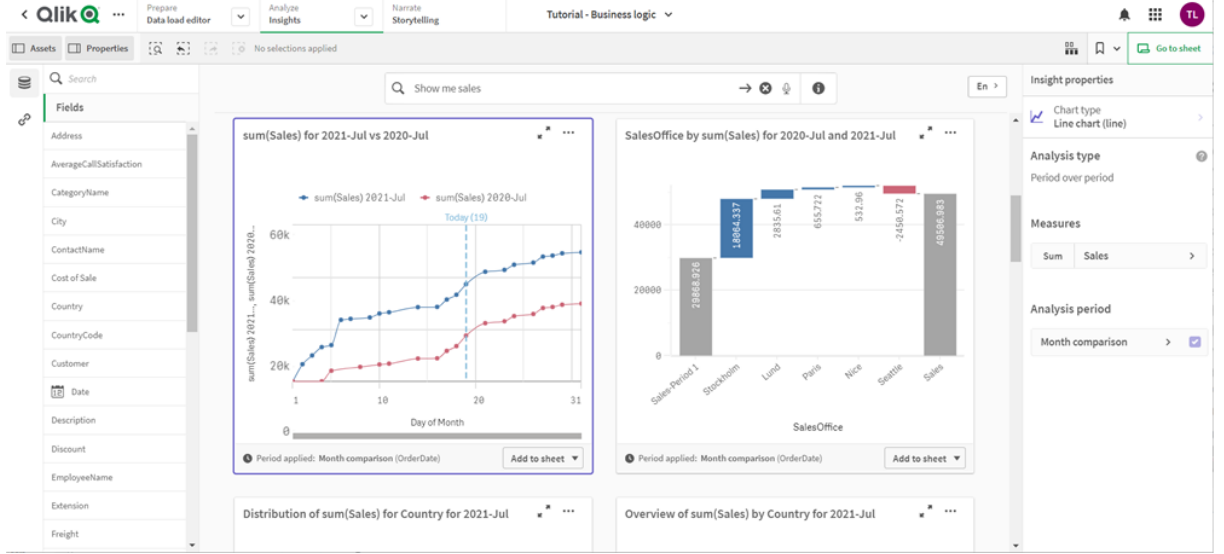 Qlik
Prepare
Data load editor
Analyze
Insights
Narrate
Storytelling
Tutorial - Business logic
TL
Assets
Properties
No selections applied
Go to sheet
Search
Fields
Address
AverageCallSatisfaction
CategoryName
City
ContactName
Cost of Sale
Country
CountryCode
Customer
12 Date
Description
Discount
EmployeeName
Extension
Freight
Show me sales
En
sum(Sales) for 2021-Jul vs 2020-Jul
sum(Sales) 2021-Jul
sum(Sales) 2020-Jul
Today (19)
sum(Sales) 2021..., sum(Sales) 2020...
60k
40k
20k
0
1 10 20 31
Day of Month
Period applied: Month comparison (OrderDate)
Add to sheet
SalesOffice by sum(Sales) for 2020-Jul and 2021-Jul
40000
20000
0
29868.926
18064.337
2835.61
655.722
532.96
-2450.572
49506.983
Sales-Period 1
Stockholm
Lund
Paris
Nice
Seattle
Sales
SalesOffice
Period applied: Month comparison (OrderDate)
Add to sheet
Distribution of sum(Sales) for Country for 2021-Jul
Overview of sum(Sales) by Country for 2021-Jul
Insight properties
Chart type
Line chart (line)
Analysis type
Period over period
Measures
Sum Sales
Analysis period
Month comparison